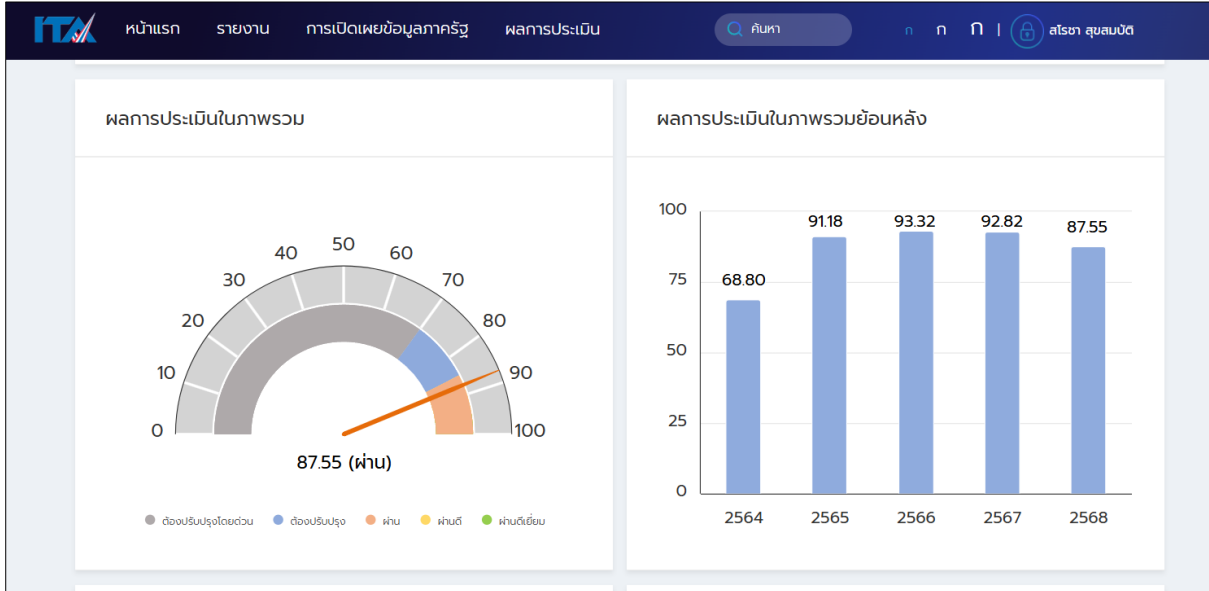 ITA หน้าแรก รายงาน การเปิดเผยข้อมูลภาครัฐ ผลการประเมิน ค้นหา ก ก ก | สโรชา สุขสมบัติ
ผลการประเมินในภาพรวม
0 10 20 30 40 50 60 70 80 90 100
87.55 (ผ่าน)
ต้องปรับปรุงโดยด่วน ต้องปรับปรุง ผ่าน ผ่านดี ผ่านดีเยี่ยม
ผลการประเมินในภาพรวมย้อนหลัง
100
75
50
25
0
68.80 91.18 93.32 92.82 87.55
2564 2565 2566 2567 2568